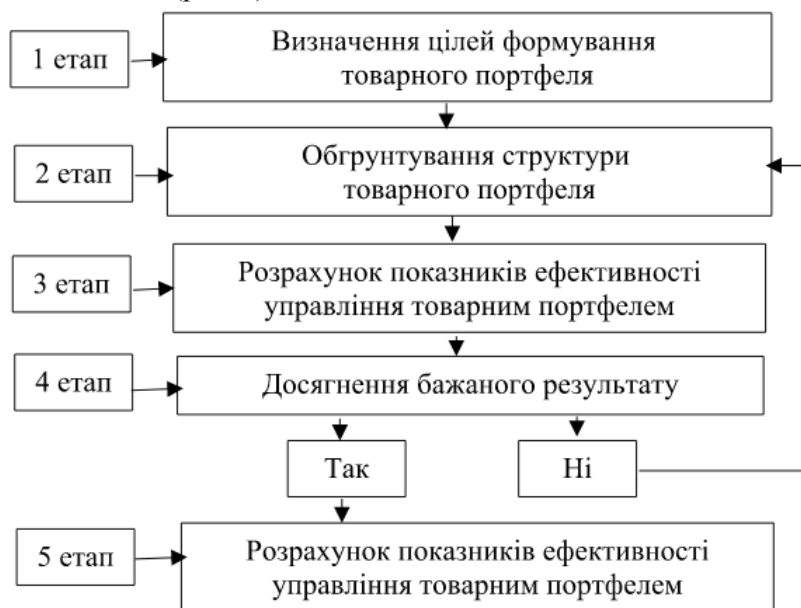 1 етап
Визначення цілей формування
товарного портфеля
2 етап
Обгрунтування структури
товарного портфеля
3 етап
Розрахунок показників ефективності
управління товарним портфелем
4 етап
Досягнення бажаного результату
Так
Ні
5 етап
Розрахунок показників ефективності
управління товарним портфелем